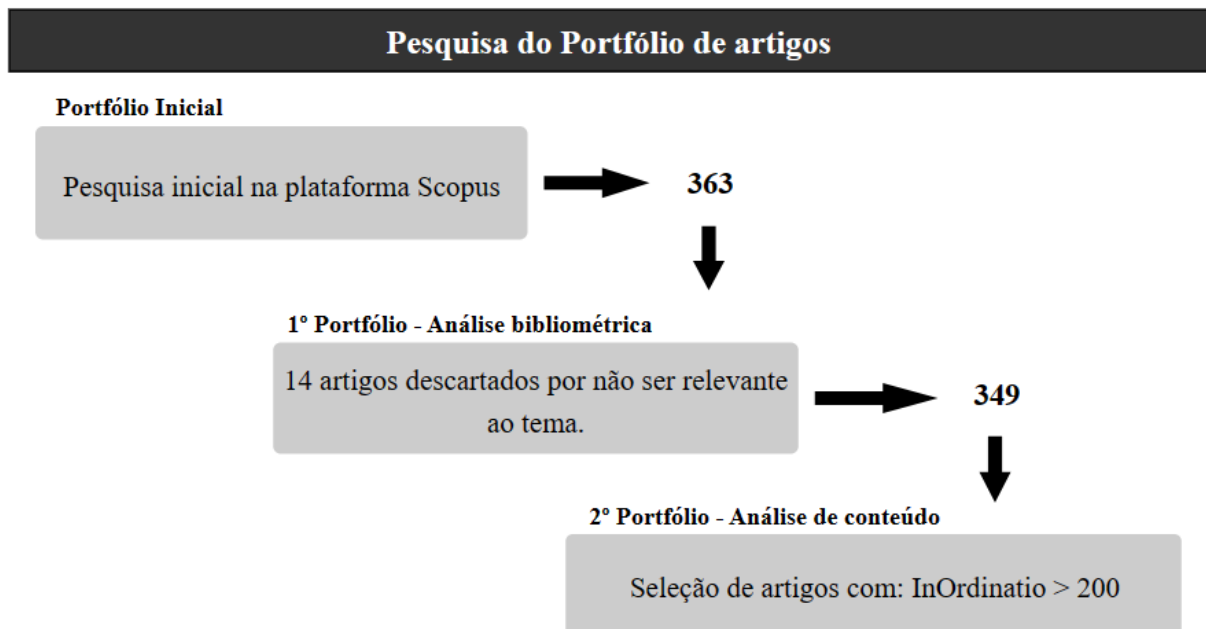 Pesquisa do Portfólio de artigos
Portfólio Inicial
Pesquisa inicial na plataforma Scopus
363
1º Portfólio - Análise bibliométrica
14 artigos descartados por não ser relevante
ao tema.
349
2º Portfólio - Análise de conteúdo
Seleção de artigos com: InOrdinatio > 200